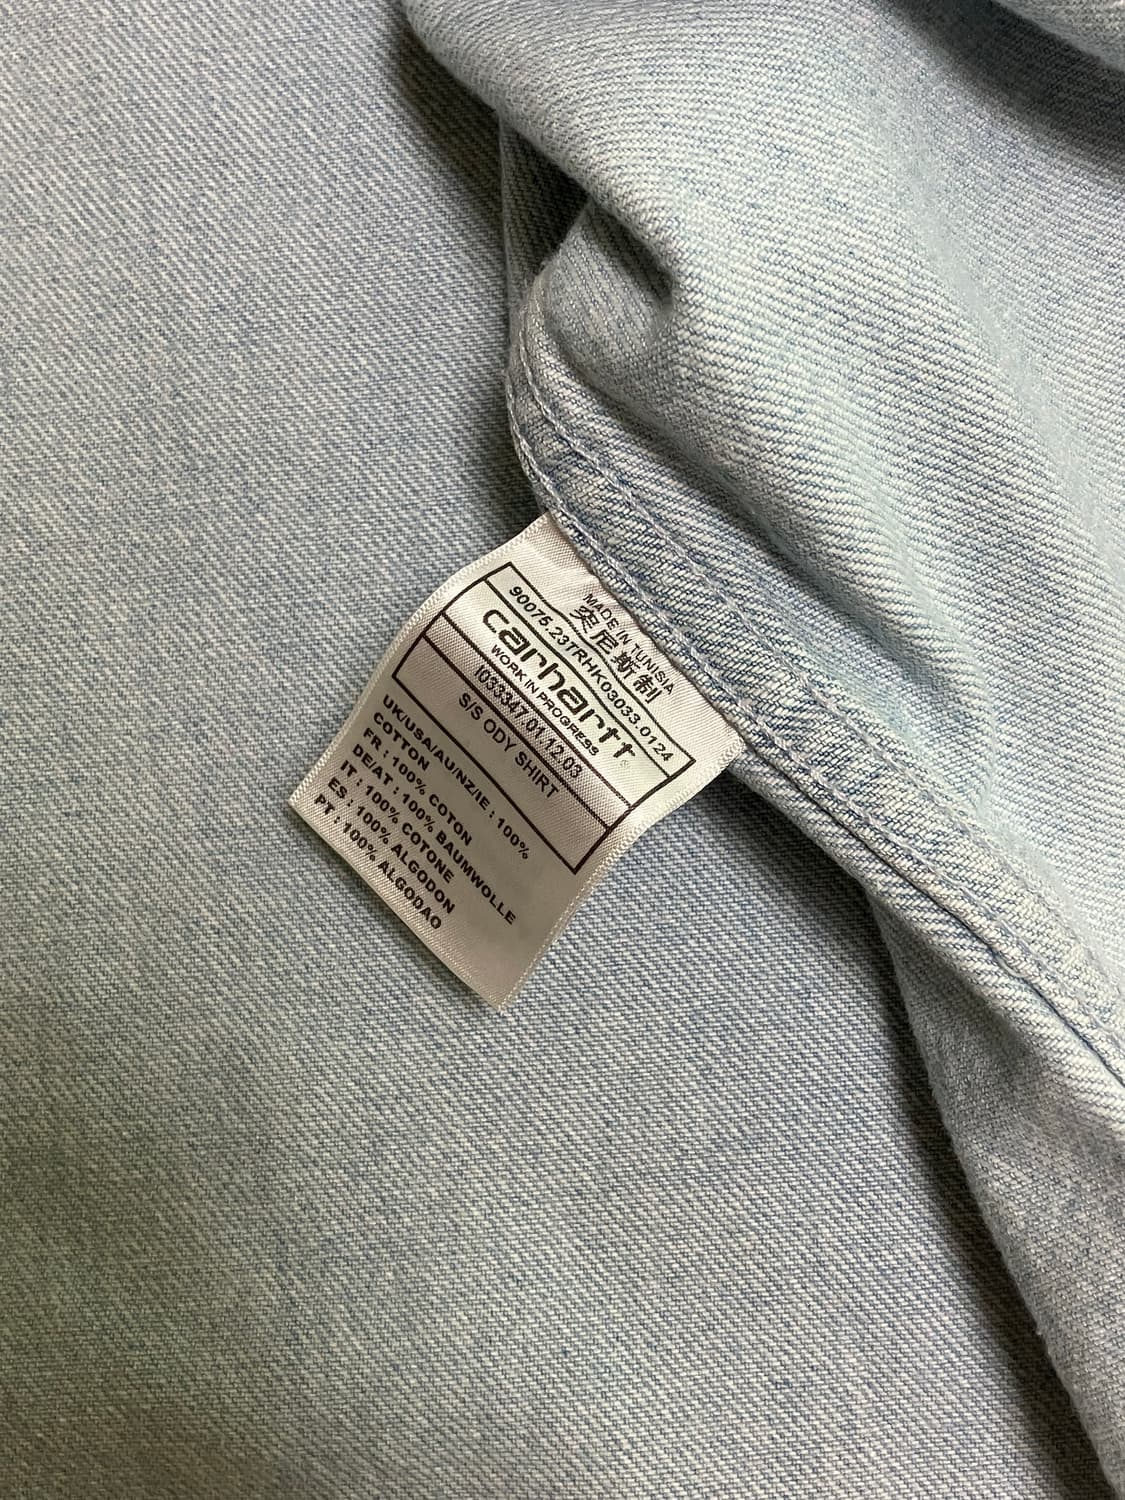 MADE IN TUNISIA
突尼斯制
90075.231RHK03033.0124
carhartt
WORK IN PROGRESS
I033347.01.12.03
S/S ODY SHIRT
UK/USA/AU/NZ/IE : 100%
COTTON
FR : 100% COTON
DE/AT : 100% BAUMWOLLE
IT : 100% COTONE
ES : 100% ALGODON
PT : 100% ALGODAO